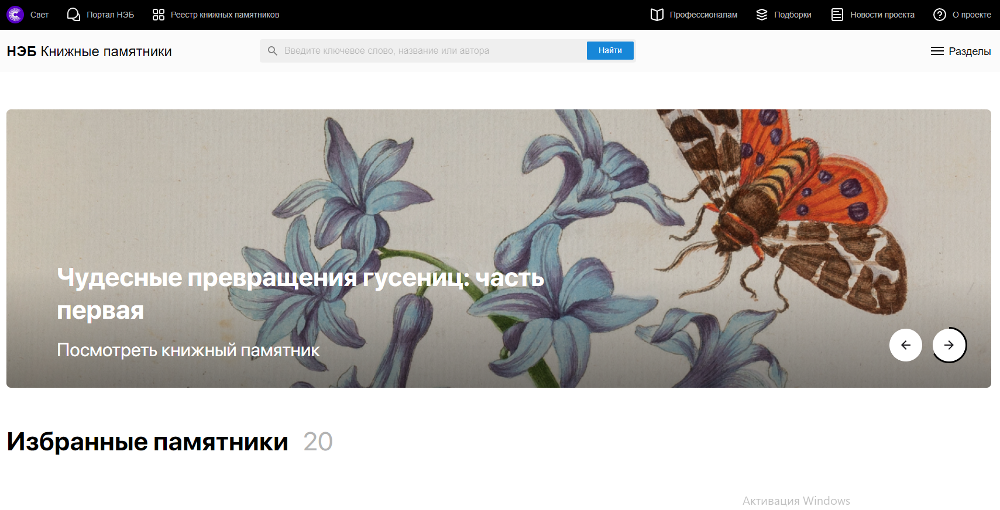 Свет
Портал НЭБ
Реестр книжных памятников
Профессионалам
Подборки
Новости проекта
О проекте
НЭБ Книжные памятники
Введите ключевое слово, название или автора
Найти
Разделы
Чудесные превращения гусениц: часть
первая
Посмотреть книжный памятник
Избранные памятники 20
Активация Windows